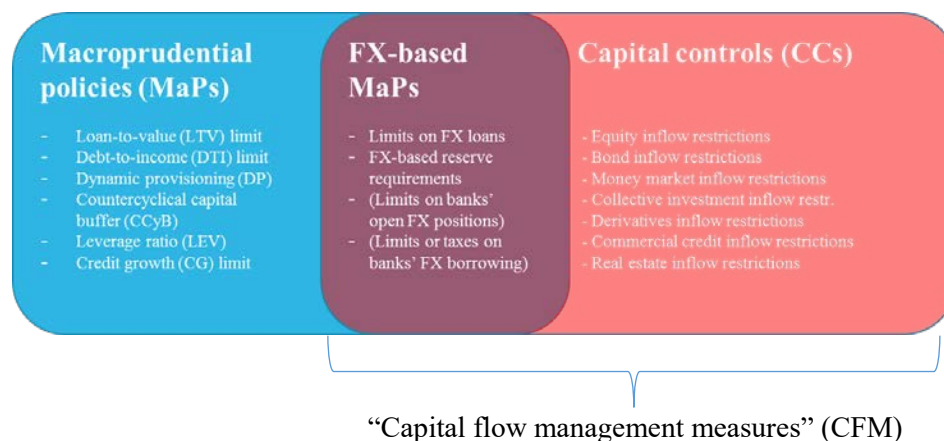 Macroprudential
policies (MaPs)
- Loan-to-value (LTV) limit
- Debt-to-income (DTI) limit
- Dynamic provisioning (DP)
- Countercyclical capital
buffer (CCyB)
- Leverage ratio (LEV)
- Credit growth (CG) limit
FX-based
MaPs
- Limits on FX loans
- FX-based reserve
requirements
- (Limits on banks’
open FX positions)
- (Limits or taxes on
banks’ FX borrowing)
Capital controls (CCs)
- Equity inflow restrictions
- Bond inflow restrictions
- Money market inflow restrictions
- Collective investment inflow restr.
- Derivatives inflow restrictions
- Commercial credit inflow restrictions
- Real estate inflow restrictions
“Capital flow management measures” (CFM)